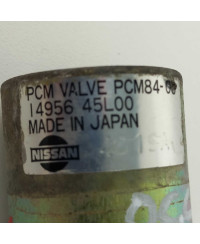 PCM VALVE PCM84-
14956 45L00
MADE IN JAPAN
NISSAN